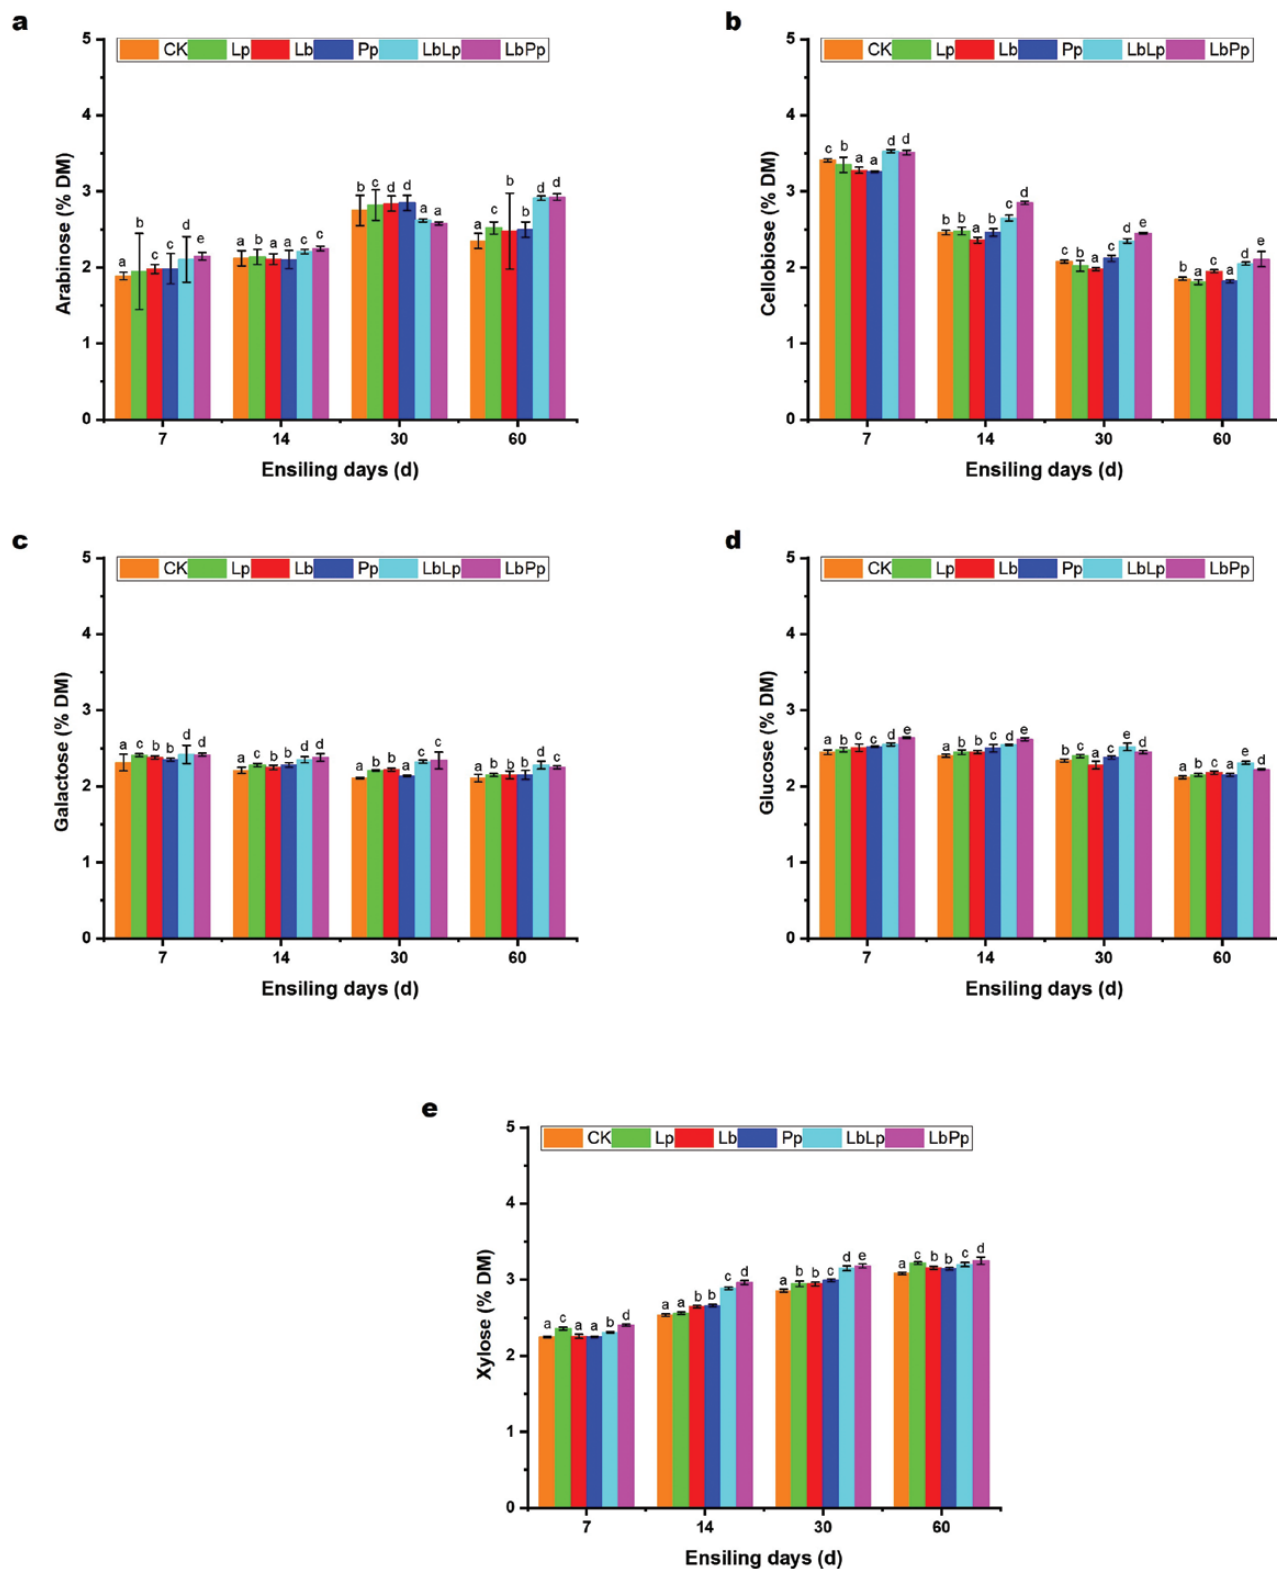 a
CK Lp Lb Pp LbLp LbPp
5
4
3
2
1
0
Arabinose (% DM)
a b c c d e
a b a a c c
b c d d a a
a c b b d d
7 14 30 60
Ensiling days (d)
b
CK Lp Lb Pp LbLp LbPp
5
4
3
2
1
0
Cellobiose (% DM)
c b a a d d
b b a b c d
c b a c d e
b a c a d e
7 14 30 60
Ensiling days (d)
c
CK Lp Lb Pp LbLp LbPp
5
4
3
2
1
0
Galactose (% DM)
a c b b d d
a c b b d d
a b b a c c
a b b b d c
7 14 30 60
Ensiling days (d)
d
CK Lp Lb Pp LbLp LbPp
5
4
3
2
1
0
Glucose (% DM)
a b c c d e
a b b c d e
b c a c e d
a b c a e d
7 14 30 60
Ensiling days (d)
e
CK Lp Lb Pp LbLp LbPp
5
4
3
2
1
0
Xylose (% DM)
a c a a b d
a a b b c d
a b b c d e
a c b b c d
7 14 30 60
Ensiling days (d)